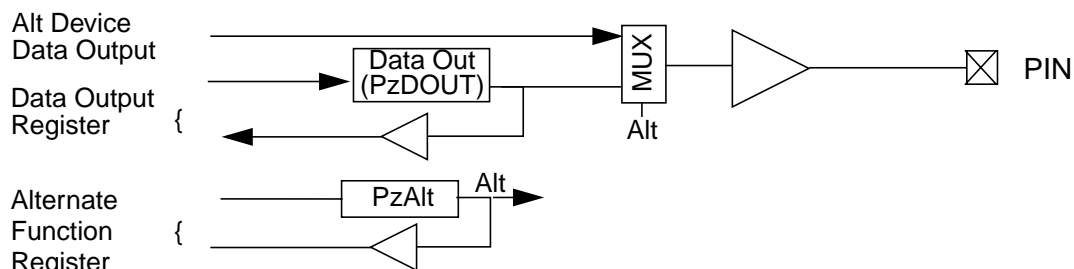 Alt Device
Data Output
Data Out
(PzDOUT)
MUX
PIN
Data Output
Register {
Alt
Alternate
Function {
Register
PzAlt
Alt